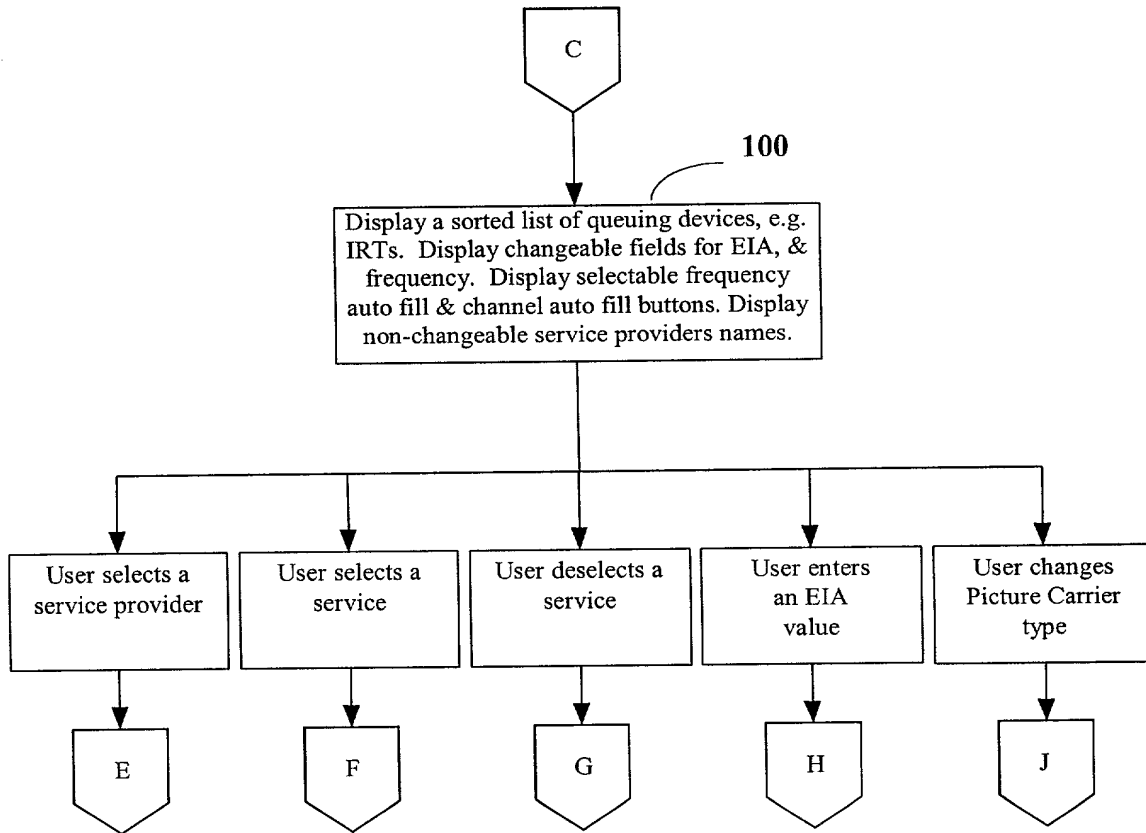 C
100
Display a sorted list of queuing devices, e.g.
IRTs. Display changeable fields for EIA, &
frequency. Display selectable frequency
auto fill & channel auto fill buttons. Display
non-changeable service providers names.
User selects a
service provider
User selects a
service
User deselects a
service
User enters
an EIA
value
User changes
Picture Carrier
type
E
F
G
H
J